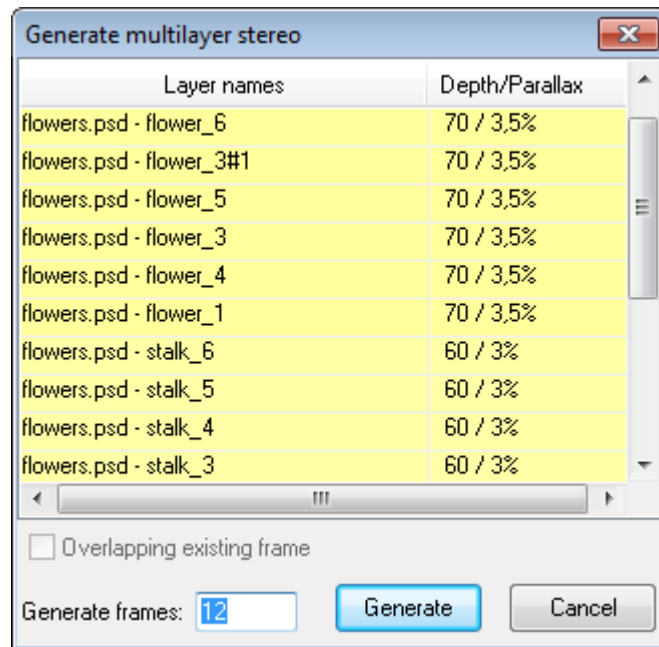 Generate multilayer stereo
Layer names Depth/Parallax
flowers.psd - flower_6 70 / 3,5%
flowers.psd - flower_3#1 70 / 3,5%
flowers.psd - flower_5 70 / 3,5%
flowers.psd - flower_3 70 / 3,5%
flowers.psd - flower_4 70 / 3,5%
flowers.psd - flower_1 70 / 3,5%
flowers.psd - stalk_6 60 / 3%
flowers.psd - stalk_5 60 / 3%
flowers.psd - stalk_4 60 / 3%
flowers.psd - stalk_3 60 / 3%
Overlapping existing frame
Generate frames: 12 Generate Cancel